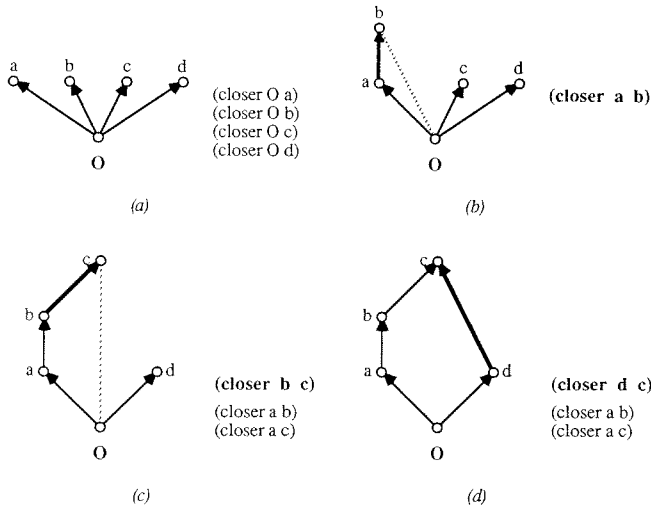 a b c d
(closer O a)
(closer O b)
(closer O c)
(closer O d)
O
(a)
b
a c d
(closer a b)
O
(b)
c
b
a d
(closer b c)
(closer a b)
(closer a c)
O
(c)
c
b
a d
(closer d c)
(closer a b)
(closer a c)
O
(d)